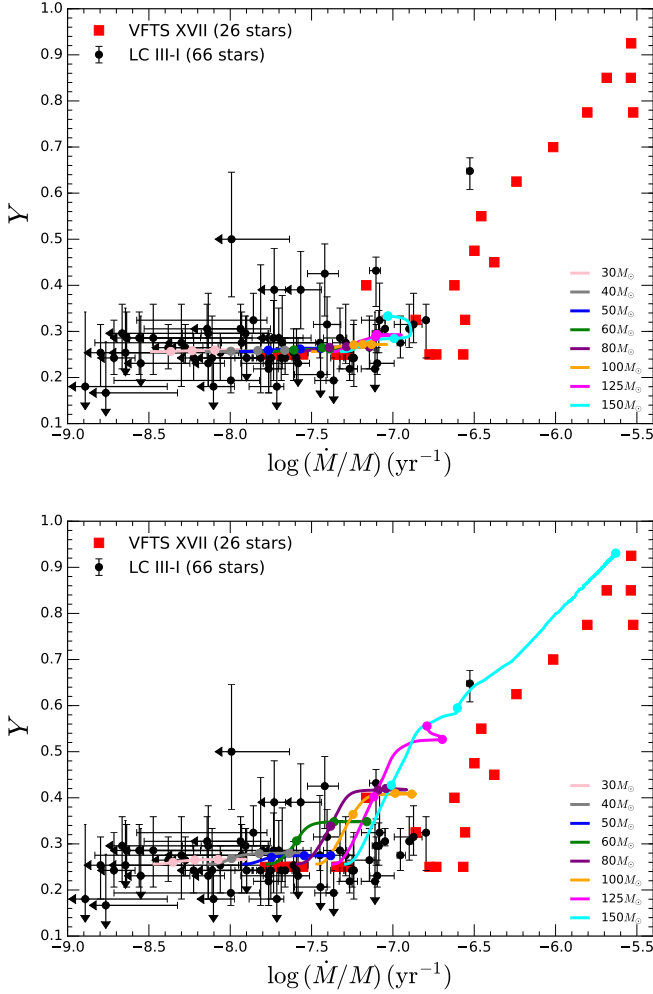 1.0
0.9
0.8
0.7
0.6
0.5
0.4
0.3
0.2
0.1
Y
VFTS XVII (26 stars)
LC III-I (66 stars)
30M⊙
40M⊙
50M⊙
60M⊙
80M⊙
100M⊙
125M⊙
150M⊙
−9.0 −8.5 −8.0 −7.5 −7.0 −6.5 −6.0 −5.5
log (Ṁ/M) (yr⁻¹)
1.0
0.9
0.8
0.7
0.6
0.5
0.4
0.3
0.2
0.1
Y
VFTS XVII (26 stars)
LC III-I (66 stars)
30M⊙
40M⊙
50M⊙
60M⊙
80M⊙
100M⊙
125M⊙
150M⊙
−9.0 −8.5 −8.0 −7.5 −7.0 −6.5 −6.0 −5.5
log (Ṁ/M) (yr⁻¹)